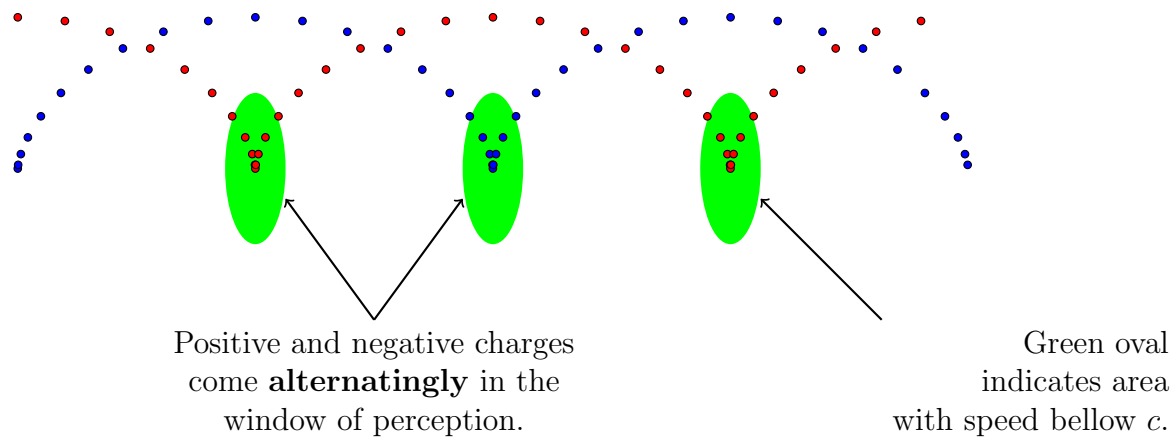 Positive and negative charges
come alternatingly in the
window of perception.
Green oval
indicates area
with speed bellow c.